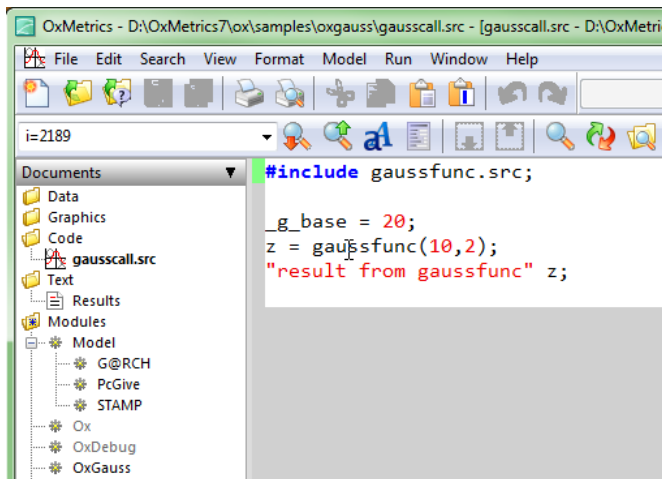 OxMetrics - D:\OxMetrics7\ox\samples\oxgauss\gausscall.src - [gausscall.src - D:\OxMetri
File Edit Search View Format Model Run Window Help
i=2189
Documents
Data
Graphics
Code
gausscall.src
Text
Results
Modules
Model
G@RCH
PcGive
STAMP
Ox
OxDebug
OxGauss
#include gaussfunc.src;
_g_base = 20;
z = gaussfunc(10,2);
"result from gaussfunc" z;